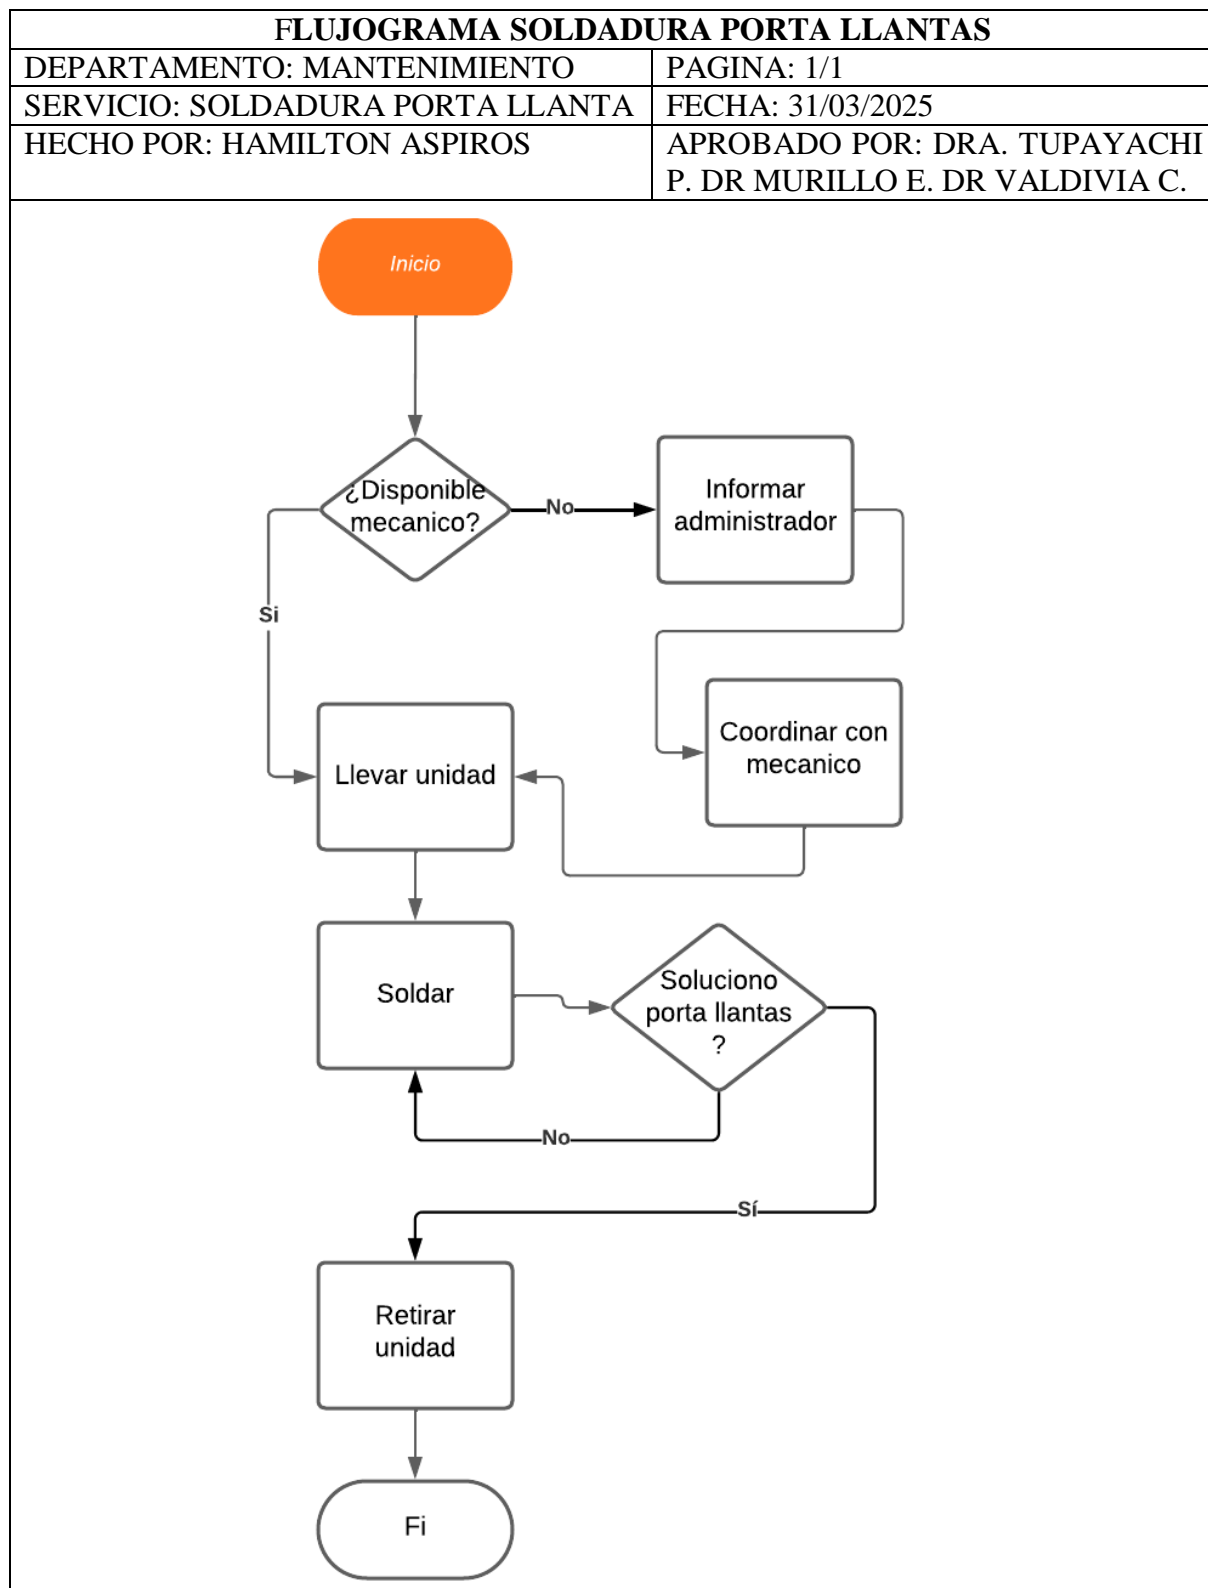 FLUJOGRAMA SOLDADURA PORTA LLANTAS
DEPARTAMENTO: MANTENIMIENTO
PAGINA: 1/1
SERVICIO: SOLDADURA PORTA LLANTA
FECHA: 31/03/2025
HECHO POR: HAMILTON ASPIROS
APROBADO POR: DRA. TUPAYACHI
P. DR MURILLO E. DR VALDIVIA C.
Inicio
¿Disponible
mecanico?
No
Informar
administrador
Si
Coordinar con
mecanico
Llevar unidad
Soldar
Soluciono
porta llantas
?
No
Sí
Retirar
unidad
Fi